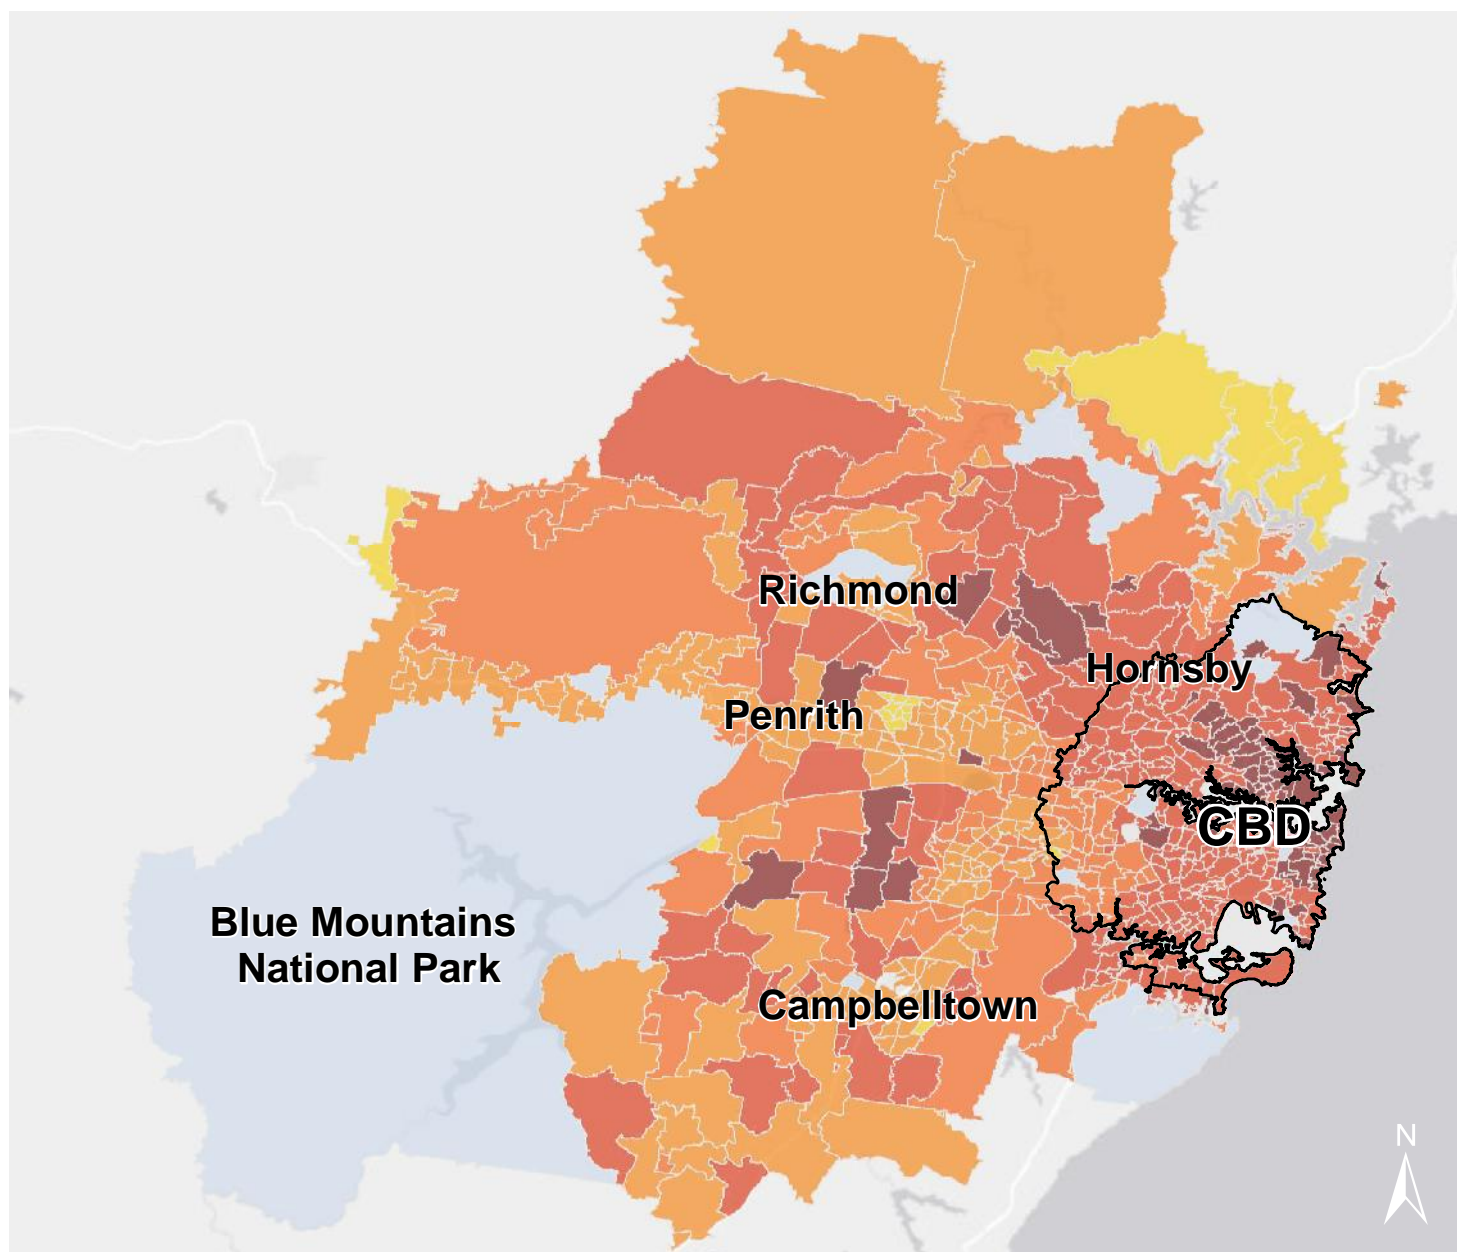 N
Richmond
Hornsby
Penrith
CBD
Blue Mountains
National Park
Campbelltown